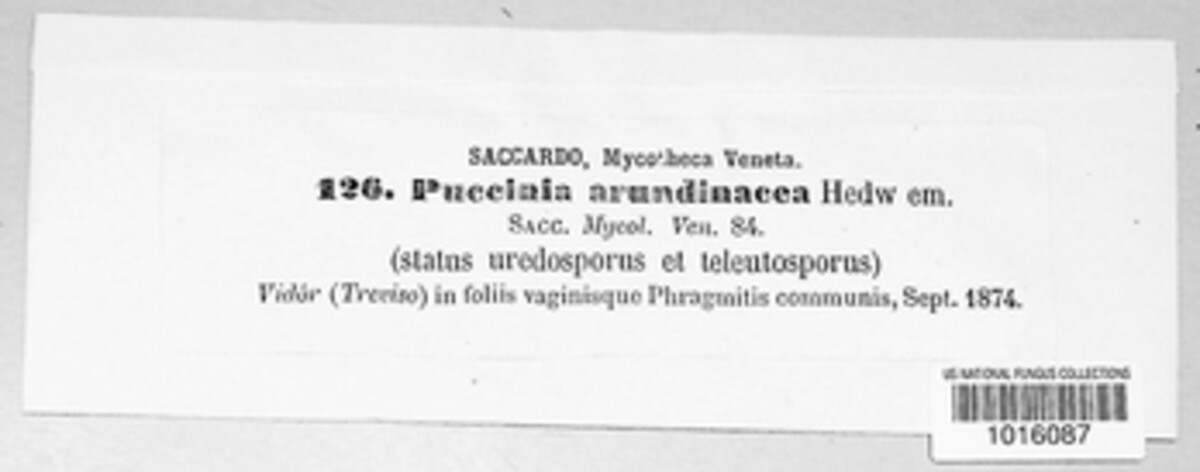 SACCARDO, Mycotheca Veneta.
126. Puccinia arundinacea Hedw em.
SACC. Mycol. Ven. 84.
(status uredosporus et teleutosporus)
Vidòr (Treviso) in foliis vaginisque Phragmitis communis, Sept. 1874.
US NATIONAL FUNGUS COLLECTIONS
1016087